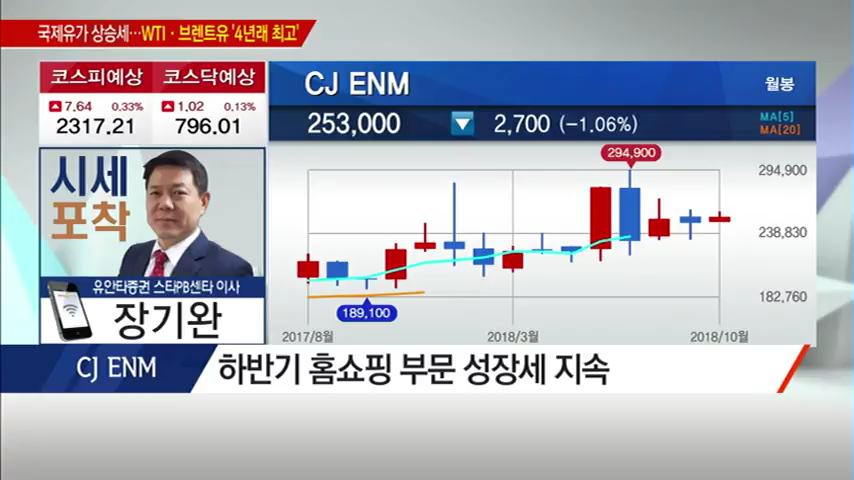 국제유가 상승세…WTI·브렌트유 '4년래 최고'
코스피예상
▲ 7.64 0.33%
2317.21
코스닥예상
▲ 1.02 0.13%
796.01
CJ ENM
월봉
253,000 ▼ 2,700 (-1.06%)
MA[5]
MA[20]
시세
포착
유안타증권 스타PB센타 이사
장기완
294,900
189,100
294,900
238,830
182,760
2017/8월 2018/3월 2018/10월
CJ ENM
하반기 홈쇼핑 부문 성장세 지속